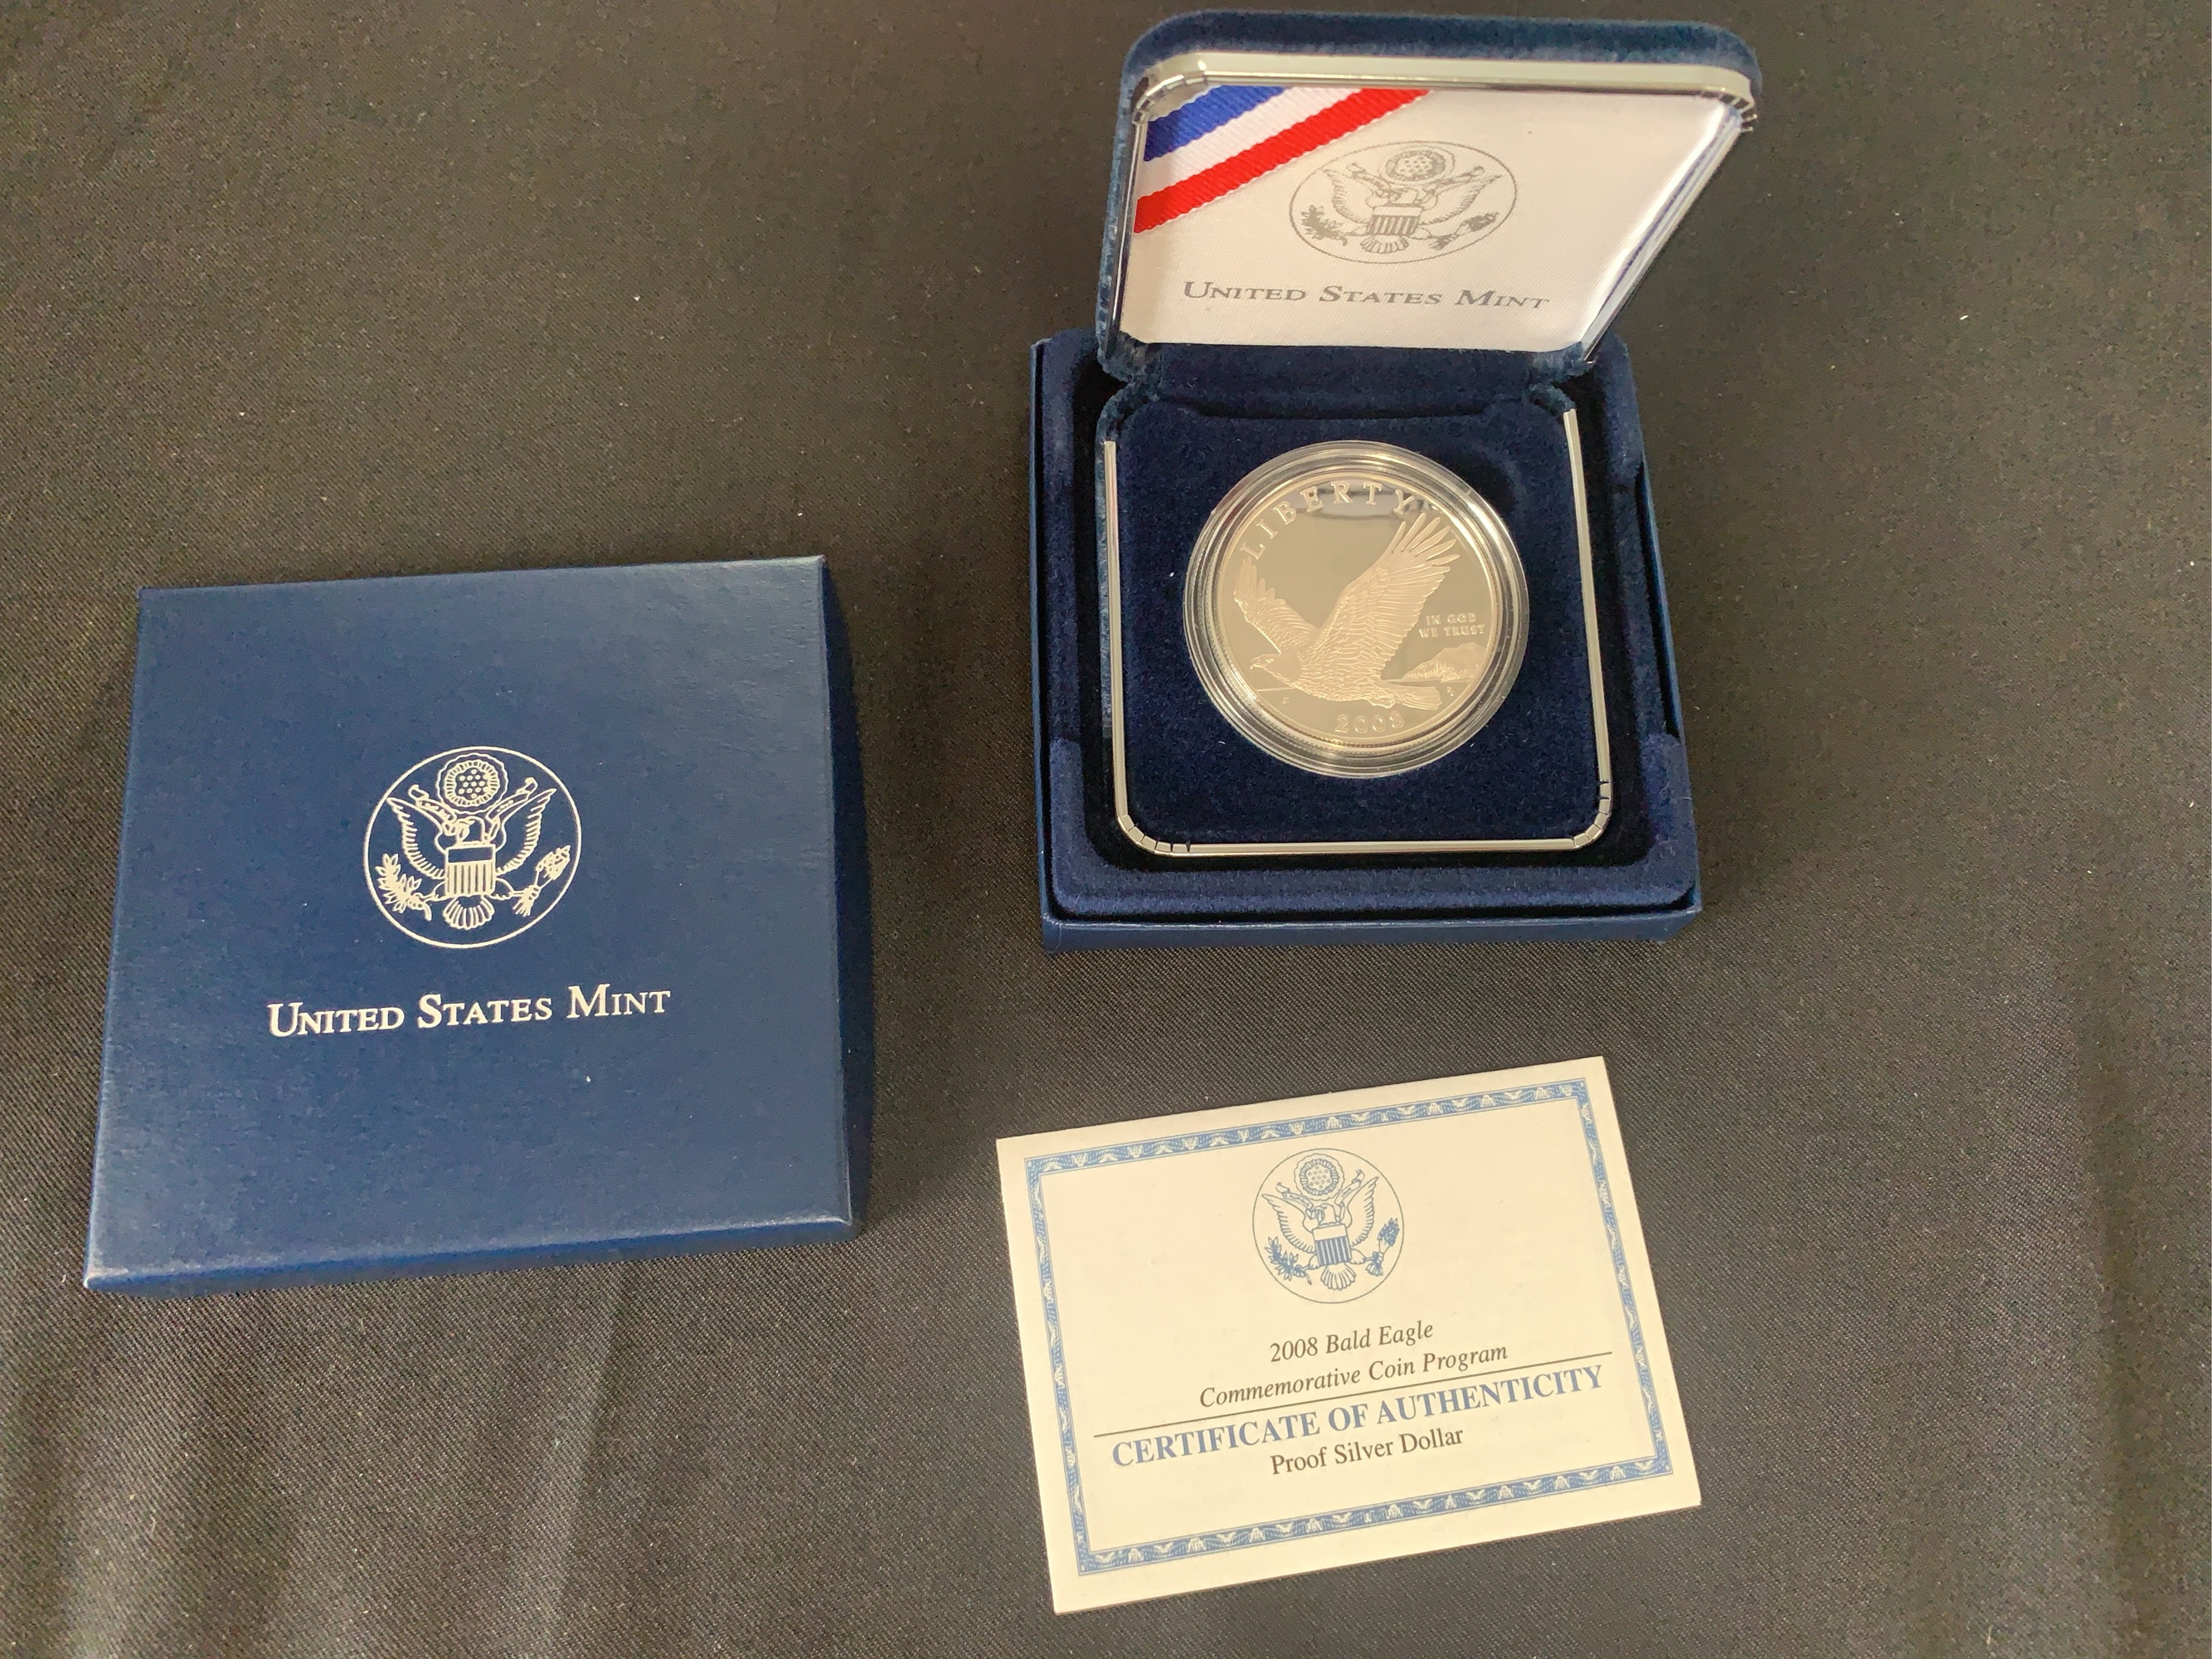 UNITED STATES MINT
LIBERTY
IN GOD
WE TRUST
2008
UNITED STATES MINT
2008 Bald Eagle
Commemorative Coin Program
CERTIFICATE OF AUTHENTICITY
Proof Silver Dollar